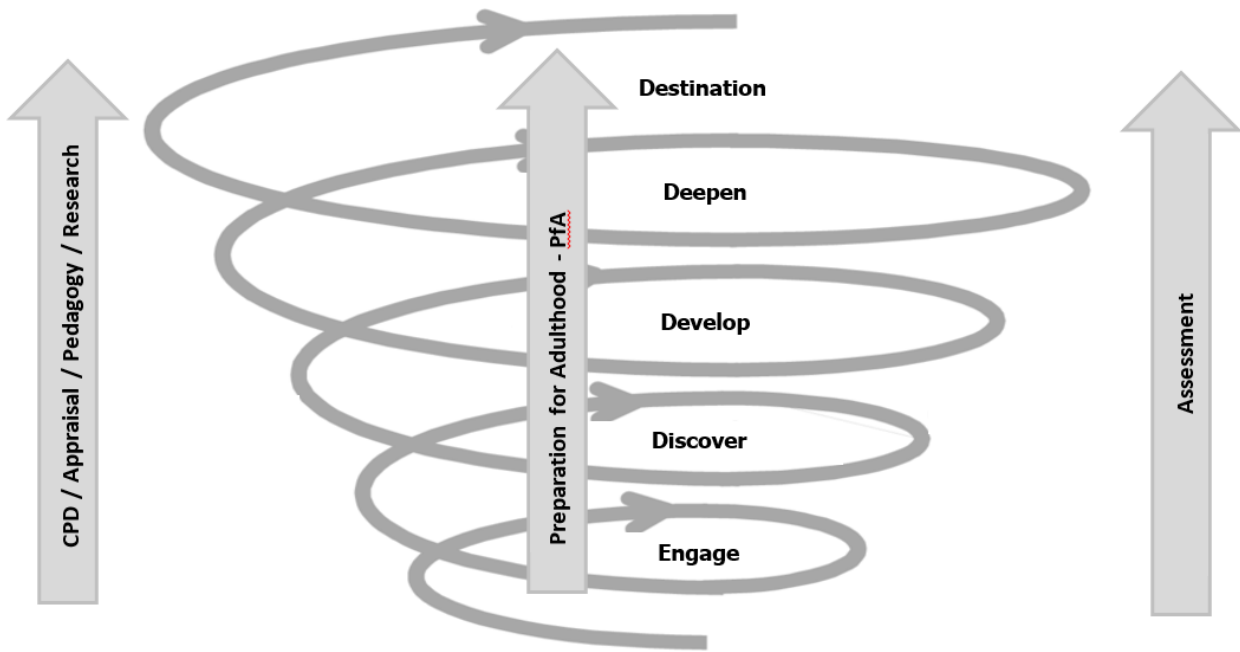 CPD / Appraisal / Pedagogy / Research
Preparation for Adulthood - PfA
Destination
Deepen
Develop
Discover
Engage
Assessment